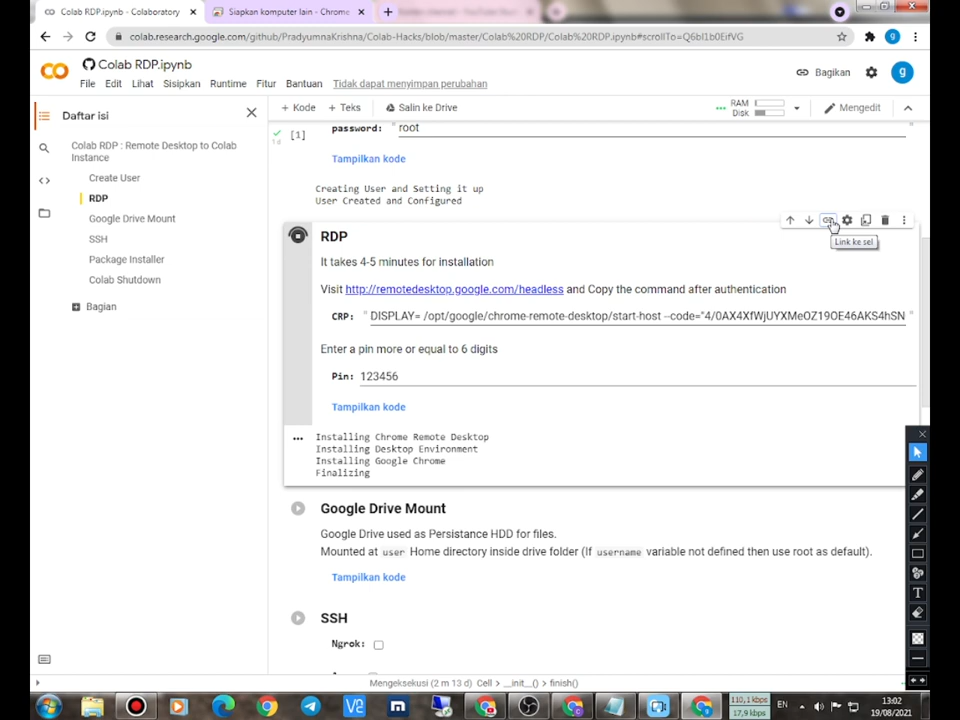 Colab RDP.ipynb - Colaboratory
Siapkan komputer lain - Chrome
colab.research.google.com/github/PradyumnaKrishna/Colab-Hacks/blob/master/Colab%20RDP/Colab%20RDP.ipynb#scrollTo=Q6bI1b0EifVG
Colab RDP.ipynb
Bagikan
g
File Edit Lihat Sisipkan Runtime Fitur Bantuan Tidak dapat menyimpan perubahan
Daftar isi
+ Kode + Teks Salin ke Drive
RAM
Disk
Mengedit
Colab RDP : Remote Desktop to Colab
Instance
Create User
RDP
Google Drive Mount
SSH
Package Installer
Colab Shutdown
Bagian
[1]
password: " root "
Tampilkan kode
Creating User and Setting it up
User Created and Configured
Link ke sel
RDP
It takes 4-5 minutes for installation
Visit http://remotedesktop.google.com/headless and Copy the command after authentication
CRP: " DISPLAY= /opt/google/chrome-remote-desktop/start-host --code="4/0AX4XfWjUYXMeOZ19OE46AKS4hSN "
Enter a pin more or equal to 6 digits
Pin: 123456
Tampilkan kode
Installing Chrome Remote Desktop
Installing Desktop Environment
Installing Google Chrome
Finalizing
Google Drive Mount
Google Drive used as Persistance HDD for files.
Mounted at user Home directory inside drive folder (If username variable not defined then use root as default).
Tampilkan kode
SSH
Ngrok:
T
Mengeksekusi (2 m 13 d) Cell > __init__() > finish()
110,1 kbps
17,9 kbps
EN
13:02
19/08/2021